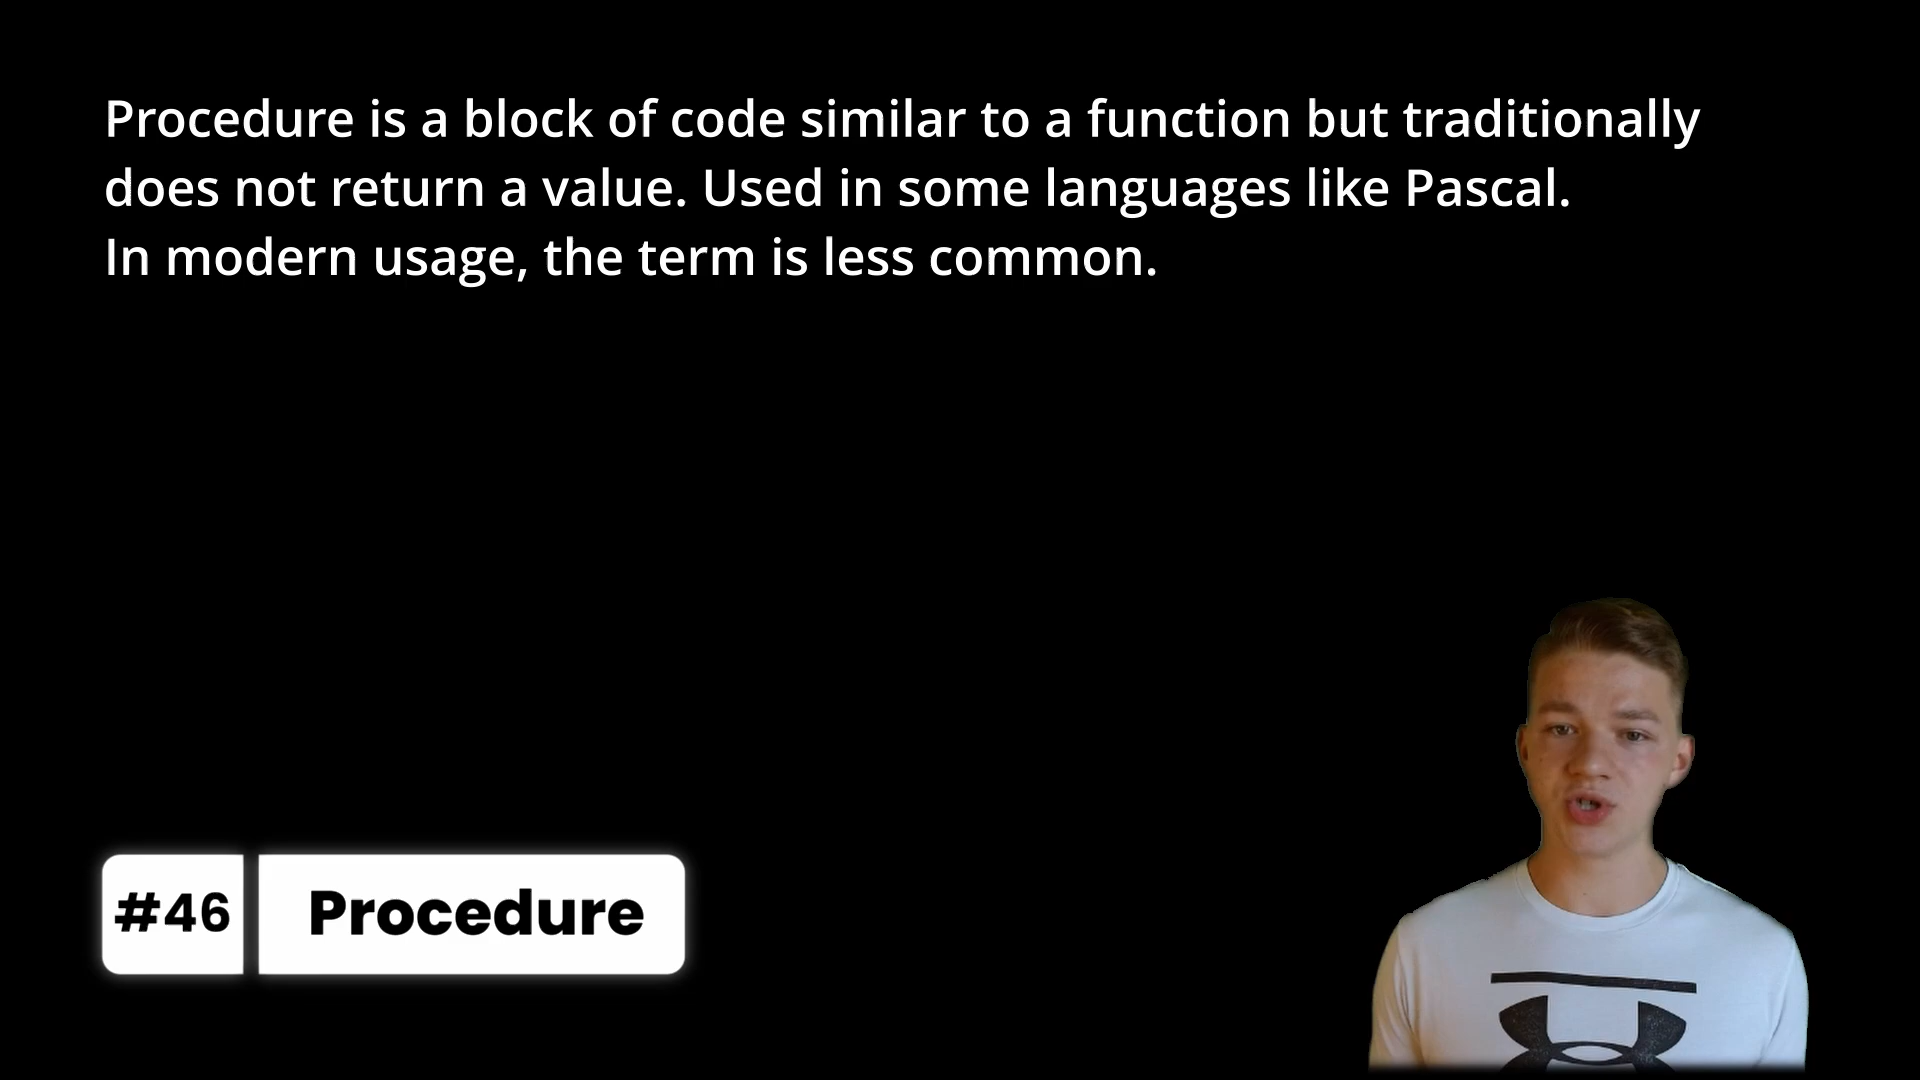 Procedure is a block of code similar to a function but traditionally
does not return a value. Used in some languages like Pascal.
In modern usage, the term is less common.
#46 Procedure